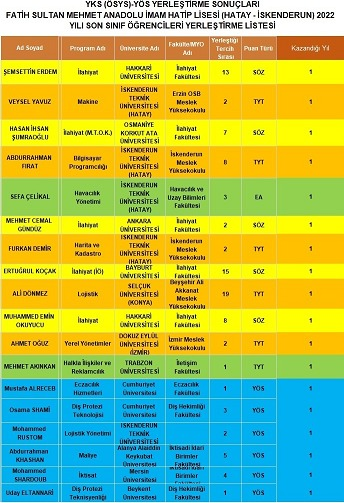 YKS (ÖSYS)-YÖS YERLEŞTİRME SONUÇLARI
FATİH SULTAN MEHMET ANADOLU İMAM HATİP LİSESİ (HATAY - İSKENDERUN) 2022
YILI SON SINIF ÖĞRENCİLERİ YERLEŞTİRME LİSTESİ
Ad Soyad Program Adı Üniversite Adı Fakülte/MYO Adı Yerleştiği Tercih Sırası Puan Türü Kazandığı Yıl
ŞEMSETTİN ERDEM İlahiyat HAKKARİ ÜNİVERSİTESİ İlahiyat Fakültesi 13 SÖZ 1
VEYSEL YAVUZ Makine İSKENDERUN TEKNİK ÜNİVERSİTESİ (HATAY) Erzin OSB Meslek Yüksekokulu 2 TYT 1
HASAN İHSAN ŞUMRAOĞLU İlahiyat (M.T.O.K.) OSMANİYE KORKUT ATA ÜNİVERSİTESİ İlahiyat Fakültesi 7 SÖZ 1
ABDURRAHMAN FIRAT Bilgisayar Programcılığı İSKENDERUN TEKNİK ÜNİVERSİTESİ (HATAY) İskenderun Meslek Yüksekokulu 8 TYT 1
SEFA ÇELİKAL Havacılık Yönetimi İSKENDERUN TEKNİK ÜNİVERSİTESİ (HATAY) Havacılık ve Uzay Bilimleri Fakültesi 3 EA 1
MEHMET CEMAL GÜNDÜZ İlahiyat ANKARA ÜNİVERSİTESİ İlahiyat Fakültesi 2 SÖZ 1
FURKAN DEMİR Harita ve Kadastro İSKENDERUN TEKNİK ÜNİVERSİTESİ (HATAY) İskenderun Meslek Yüksekokulu 2 TYT 1
ERTUĞRUL KOÇAK İlahiyat (İÖ) BAYBURT ÜNİVERSİTESİ İlahiyat Fakültesi 15 SÖZ 1
ALİ DÖNMEZ Lojistik SELÇUK ÜNİVERSİTESİ (KONYA) Beyşehir Ali Akkanat Meslek Yüksekokulu 19 TYT 1
MUHAMMED EMİN OKUYUCU İlahiyat HAKKARİ ÜNİVERSİTESİ İlahiyat Fakültesi 8 SÖZ 1
AHMET OĞUZ Yerel Yönetimler DOKUZ EYLÜL ÜNİVERSİTESİ (İZMİR) İzmir Meslek Yüksekokulu 2 TYT 1
MEHMET AKINKAN Halkla İlişkiler ve Reklamcılık TRABZON ÜNİVERSİTESİ İletişim Fakültesi 1 TYT 1
Mustafa ALRECEB Eczacılık Hizmetleri Cumhuriyet Üniversitesi Eczacılık Fakültesi 1 YÖS 1
Osama SHAMİ Diş Protezi Teknolojisi Cumhuriyet Üniversitesi Diş Hekimliği Fakültesi 3 YÖS 1
Mohammed RUSTOM Lojistik Yönetimi İSKENDERUN TEKNİK ÜNİVERSİTESİ 2 YÖS 1
Abdurrahman KHASHAN Maliye Alanya Alaiddin Keykubat Üniversitesi İktisadi İdari Bilimler Fakültesi 5 YÖS 1
Mohammed SHARDOUB İktisat Mersin Üniversitesi İktisadi İdari Bilimler Fakültesi 4 YÖS 1
Uday ELTANNARİ Diş Protezi Teknisyenliği Beykent Üniversitesi Diş Hekimliği Fakültesi 1 YÖS 1